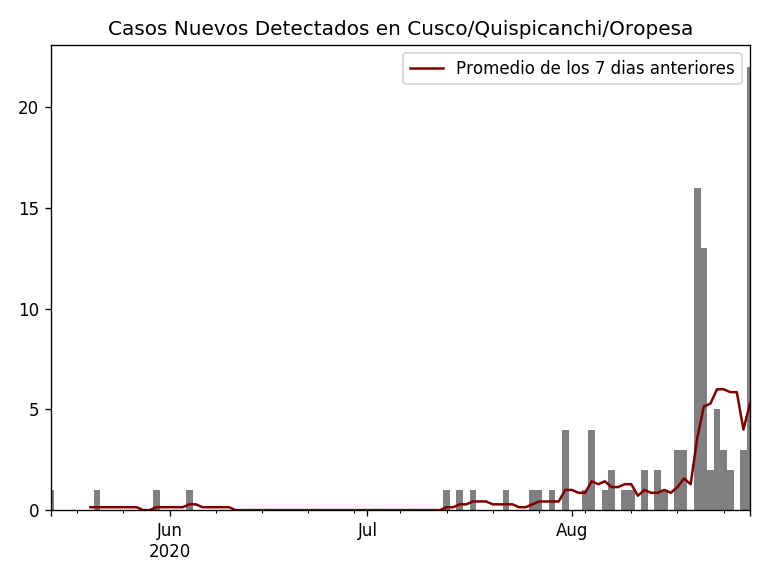 Casos Nuevos Detectados en Cusco/Quispicanchi/Oropesa
Promedio de los 7 dias anteriores
20
15
10
5
0
Jun
2020
Jul
Aug